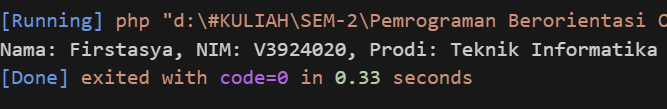 [Running] php "d:\#KULIAH\SEM-2\Pemrograman Berorientasi
Nama: Firstasya, NIM: V3924020, Prodi: Teknik Informatika
[Done] exited with code=0 in 0.33 seconds